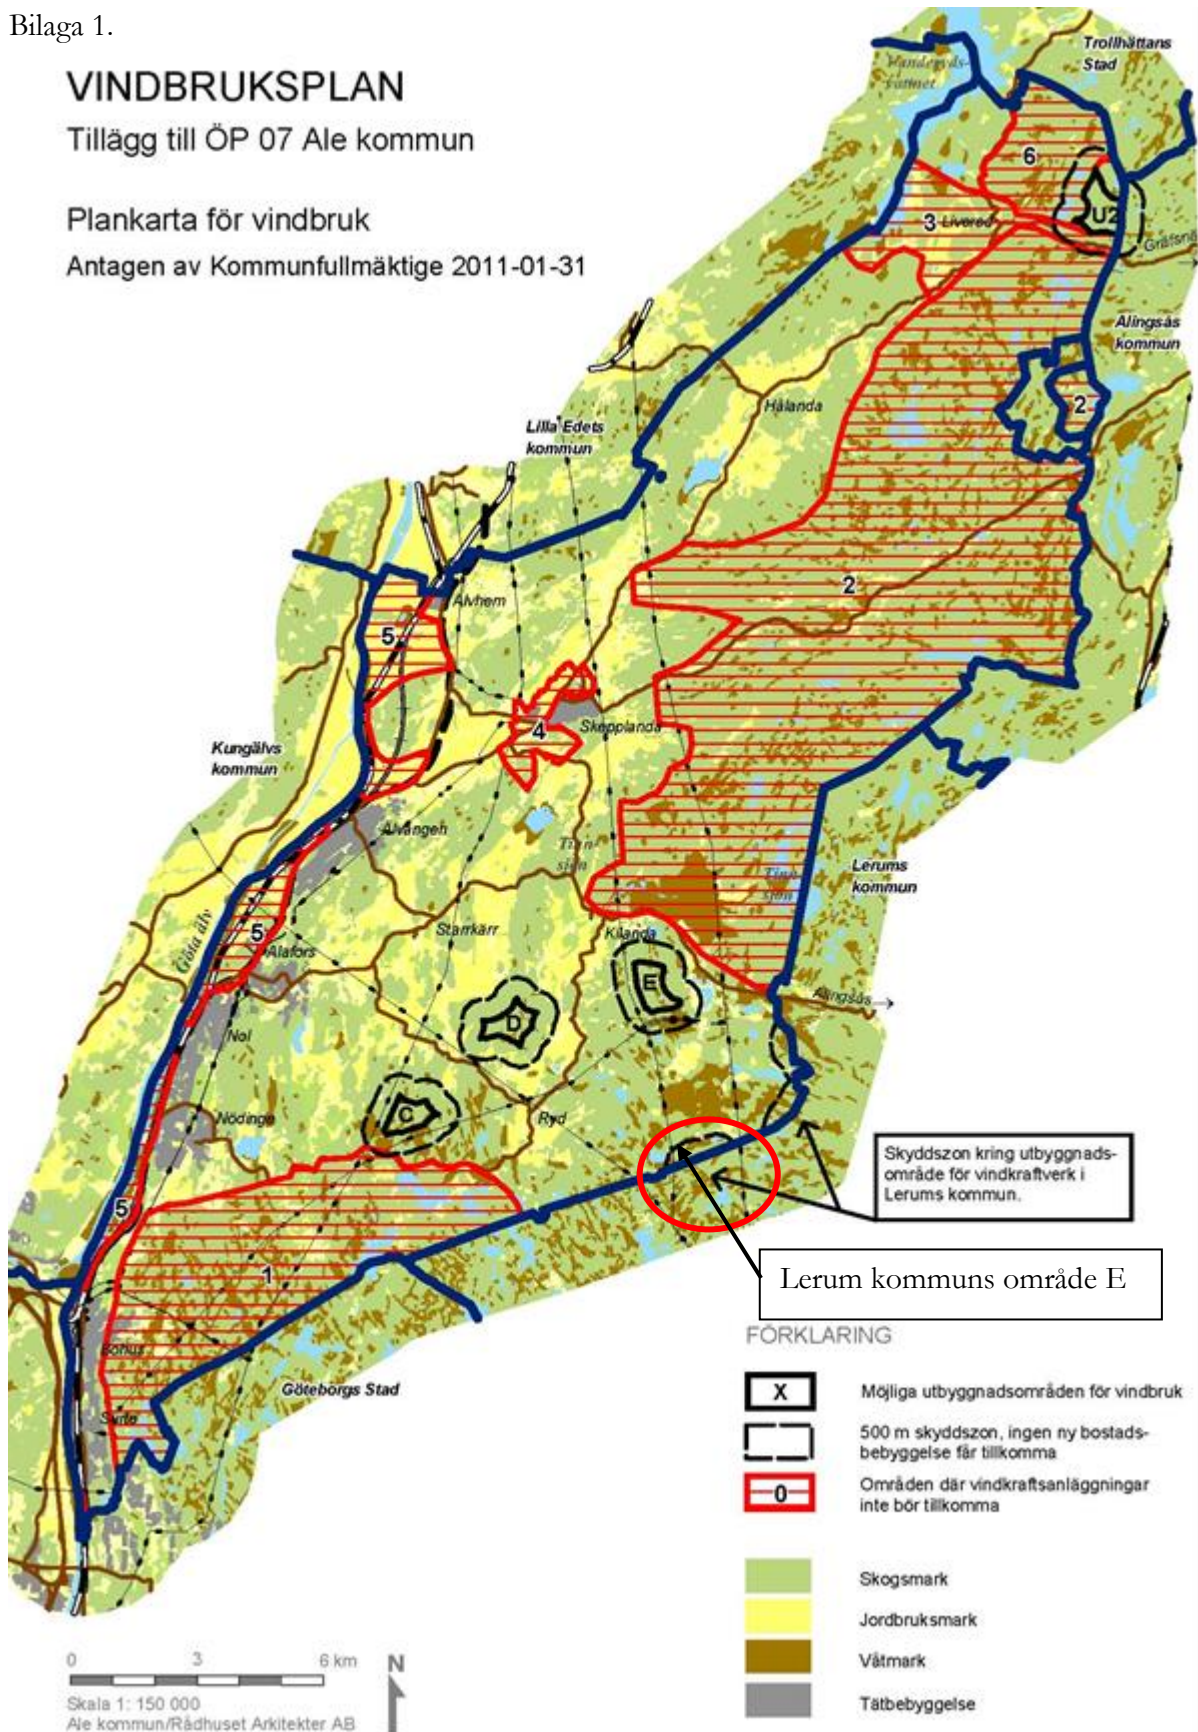 Bilaga 1.
VINDBRUKSPLAN
Tillägg till ÖP 07 Ale kommun
Plankarta för vindbruk
Antagen av Kommunfullmäktige 2011-01-31
Trollhättans
Stad
6
U2
3
Alingsås
kommun
2
Hålanda
Lilla Edets
kommun
2
Alvhem
5
4
Skepplanda
Kungälvs
kommun
Älvängen
Lerums
kommun
Starrkärr
Kilanda
Göta älv
5
Alafors
E
Alingsås
D
Nol
C
Nödinge
Ryd
Skyddszon kring utbyggnads-
område för vindkraftverk i
Lerums kommun.
5
1
Lerum kommuns område E
Bohus
Göteborgs Stad
Surte
FÖRKLARING
X
Möjliga utbyggnadsområden för vindbruk
500 m skyddszon, ingen ny bostads-
bebyggelse får tillkomma
0
Områden där vindkraftsanläggningar
inte bör tillkomma
Skogsmark
Jordbruksmark
Våtmark
Tätbebyggelse
0 3 6 km
N
Skala 1: 150 000
Ale kommun/Rådhuset Arkitekter AB